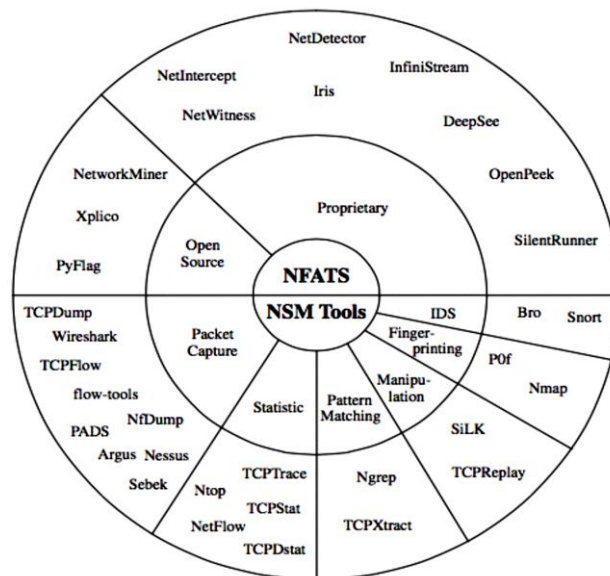 NetDetector
NetIntercept
InfiniStream
Iris
NetWitness
DeepSee
NetworkMiner
OpenPeek
Proprietary
Xplico
Open
Source
SilentRunner
PyFlag
NFATS
NSM Tools
TCPDump
Wireshark
TCPFlow
flow-tools
NfDump
PADS
Argus
Nessus
Sebek
Packet
Capture
Statistic
Pattern
Matching
Manipu-
lation
Finger-
printing
IDS
Bro
Snort
P0f
Nmap
SiLK
TCPReplay
Ngrep
TCPXtract
TCPTrace
Ntop
TCPStat
NetFlow
TCPDstat